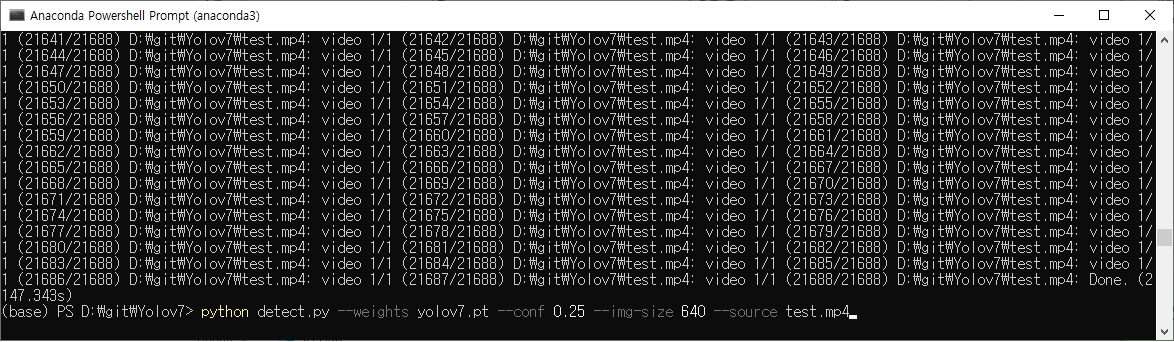 Anaconda Powershell Prompt (anaconda3)
1 (21641/21688) D:₩git₩Yolov7₩test.mp4: video 1/1 (21642/21688) D:₩git₩Yolov7₩test.mp4: video 1/1 (21643/21688) D:₩git₩Yolov7₩test.mp4: video 1/
1 (21644/21688) D:₩git₩Yolov7₩test.mp4: video 1/1 (21645/21688) D:₩git₩Yolov7₩test.mp4: video 1/1 (21646/21688) D:₩git₩Yolov7₩test.mp4: video 1/
1 (21647/21688) D:₩git₩Yolov7₩test.mp4: video 1/1 (21648/21688) D:₩git₩Yolov7₩test.mp4: video 1/1 (21649/21688) D:₩git₩Yolov7₩test.mp4: video 1/
1 (21650/21688) D:₩git₩Yolov7₩test.mp4: video 1/1 (21651/21688) D:₩git₩Yolov7₩test.mp4: video 1/1 (21652/21688) D:₩git₩Yolov7₩test.mp4: video 1/
1 (21653/21688) D:₩git₩Yolov7₩test.mp4: video 1/1 (21654/21688) D:₩git₩Yolov7₩test.mp4: video 1/1 (21655/21688) D:₩git₩Yolov7₩test.mp4: video 1/
1 (21656/21688) D:₩git₩Yolov7₩test.mp4: video 1/1 (21657/21688) D:₩git₩Yolov7₩test.mp4: video 1/1 (21658/21688) D:₩git₩Yolov7₩test.mp4: video 1/
1 (21659/21688) D:₩git₩Yolov7₩test.mp4: video 1/1 (21660/21688) D:₩git₩Yolov7₩test.mp4: video 1/1 (21661/21688) D:₩git₩Yolov7₩test.mp4: video 1/
1 (21662/21688) D:₩git₩Yolov7₩test.mp4: video 1/1 (21663/21688) D:₩git₩Yolov7₩test.mp4: video 1/1 (21664/21688) D:₩git₩Yolov7₩test.mp4: video 1/
1 (21665/21688) D:₩git₩Yolov7₩test.mp4: video 1/1 (21666/21688) D:₩git₩Yolov7₩test.mp4: video 1/1 (21667/21688) D:₩git₩Yolov7₩test.mp4: video 1/
1 (21668/21688) D:₩git₩Yolov7₩test.mp4: video 1/1 (21669/21688) D:₩git₩Yolov7₩test.mp4: video 1/1 (21670/21688) D:₩git₩Yolov7₩test.mp4: video 1/
1 (21671/21688) D:₩git₩Yolov7₩test.mp4: video 1/1 (21672/21688) D:₩git₩Yolov7₩test.mp4: video 1/1 (21673/21688) D:₩git₩Yolov7₩test.mp4: video 1/
1 (21674/21688) D:₩git₩Yolov7₩test.mp4: video 1/1 (21675/21688) D:₩git₩Yolov7₩test.mp4: video 1/1 (21676/21688) D:₩git₩Yolov7₩test.mp4: video 1/
1 (21677/21688) D:₩git₩Yolov7₩test.mp4: video 1/1 (21678/21688) D:₩git₩Yolov7₩test.mp4: video 1/1 (21679/21688) D:₩git₩Yolov7₩test.mp4: video 1/
1 (21680/21688) D:₩git₩Yolov7₩test.mp4: video 1/1 (21681/21688) D:₩git₩Yolov7₩test.mp4: video 1/1 (21682/21688) D:₩git₩Yolov7₩test.mp4: video 1/
1 (21683/21688) D:₩git₩Yolov7₩test.mp4: video 1/1 (21684/21688) D:₩git₩Yolov7₩test.mp4: video 1/1 (21685/21688) D:₩git₩Yolov7₩test.mp4: video 1/
1 (21686/21688) D:₩git₩Yolov7₩test.mp4: video 1/1 (21687/21688) D:₩git₩Yolov7₩test.mp4: video 1/1 (21688/21688) D:₩git₩Yolov7₩test.mp4: Done. (2
147.343s)
(base) PS D:₩git₩Yolov7> python detect.py --weights yolov7.pt --conf 0.25 --img-size 640 --source test.mp4